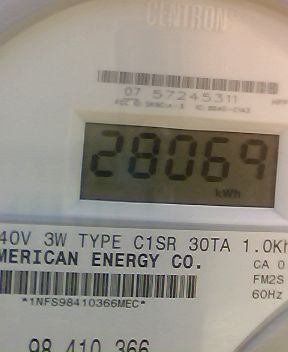 CENTRON
07 57245311
28069
kWh
40V 3W TYPE C1SR 30TA 1.0Kh
MERICAN ENERGY CO.
CA 0
FM2S
60Hz
*1NFS98410366MEC*
98 410 366